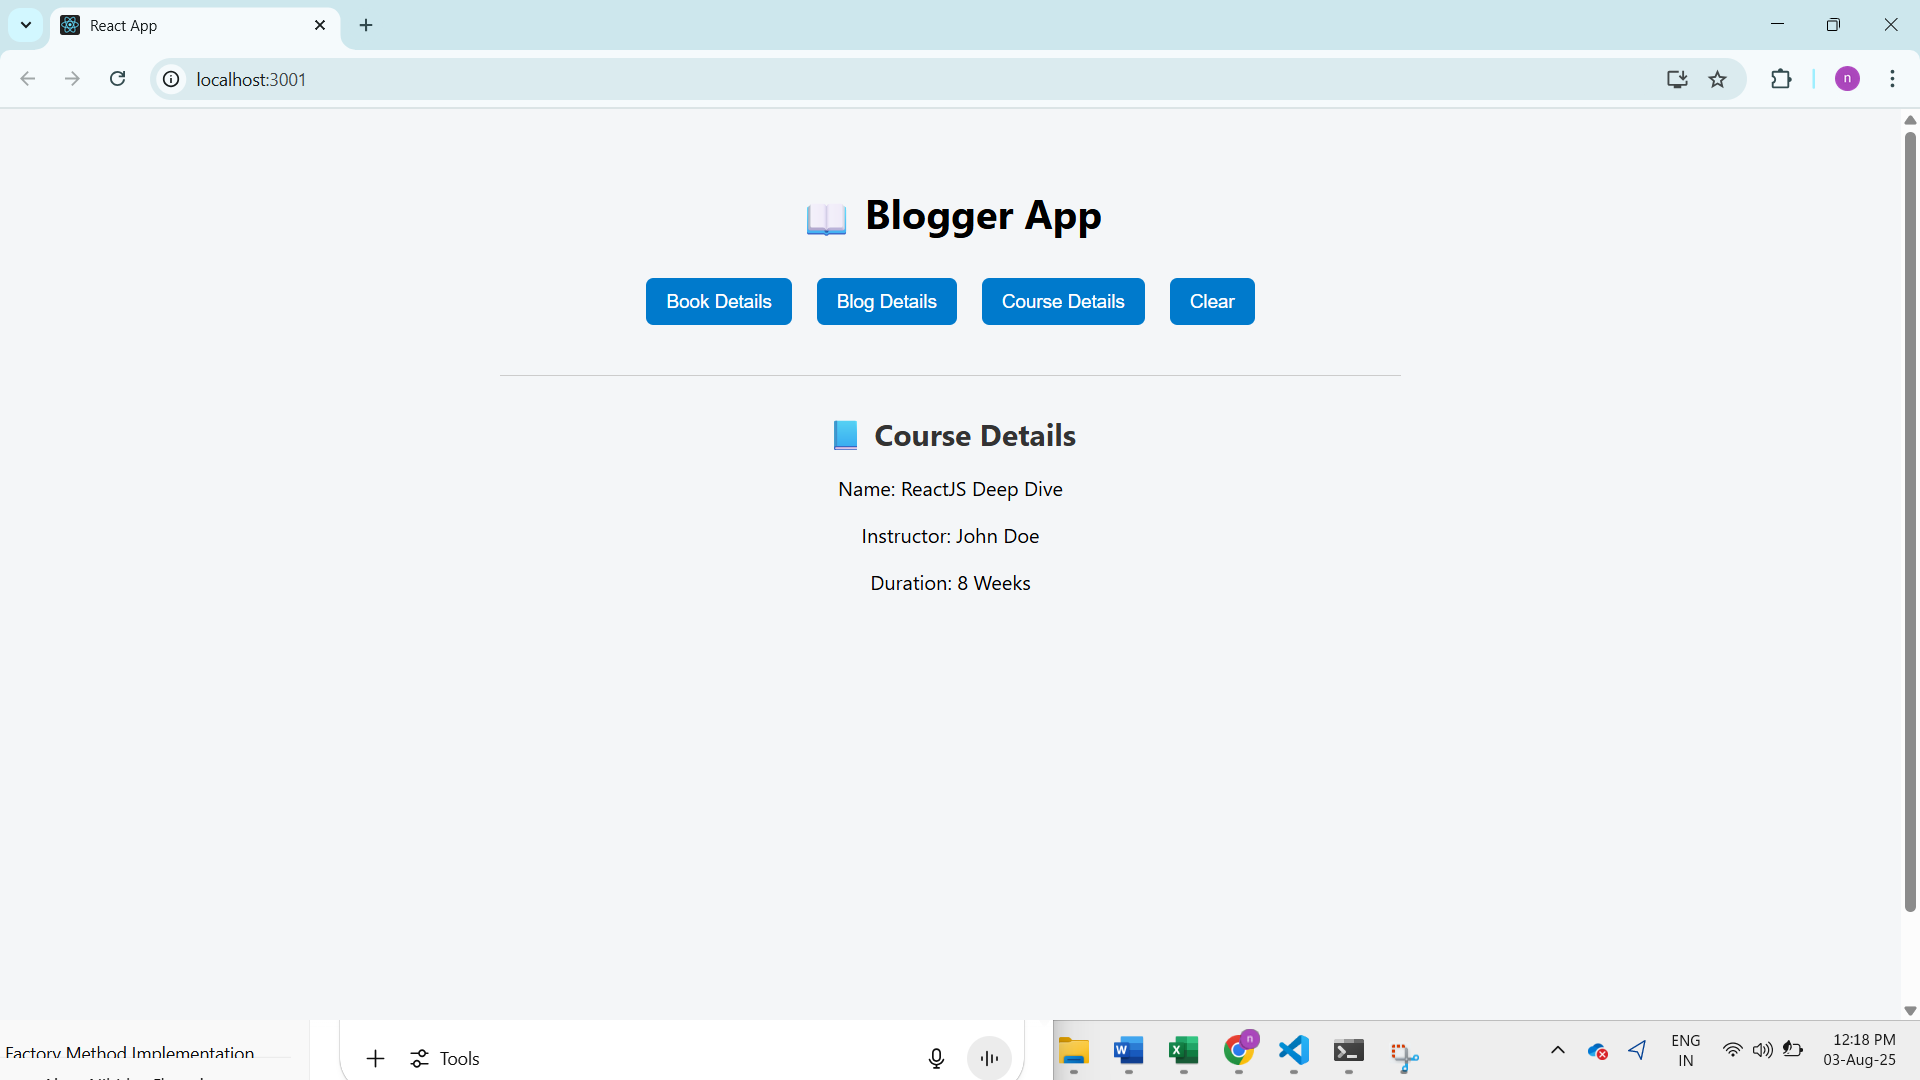 React App
localhost:3001
n
Blogger App
Book Details
Blog Details
Course Details
Clear
Course Details
Name: ReactJS Deep Dive
Instructor: John Doe
Duration: 8 Weeks
Factory Method Implementation
Tools
n
ENG
IN
12:18 PM
03-Aug-25